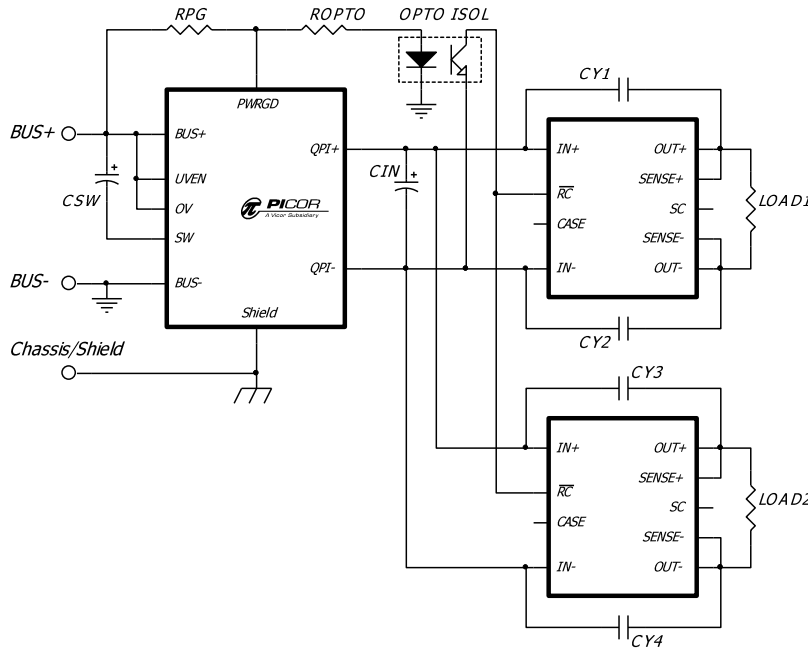 RPG
ROPTO
OPTO ISOL
PWRGD
BUS+
BUS+
QPI+
UVEN
OV
CSW
+
SW
PICOR
A Vicor Subsidiary
CIN
+
BUS-
BUS-
QPI-
Shield
Chassis/Shield
CY1
IN+
OUT+
SENSE+
RC
SC
CASE
SENSE-
IN-
OUT-
LOAD1
CY2
CY3
IN+
OUT+
SENSE+
RC
SC
CASE
SENSE-
IN-
OUT-
LOAD2
CY4